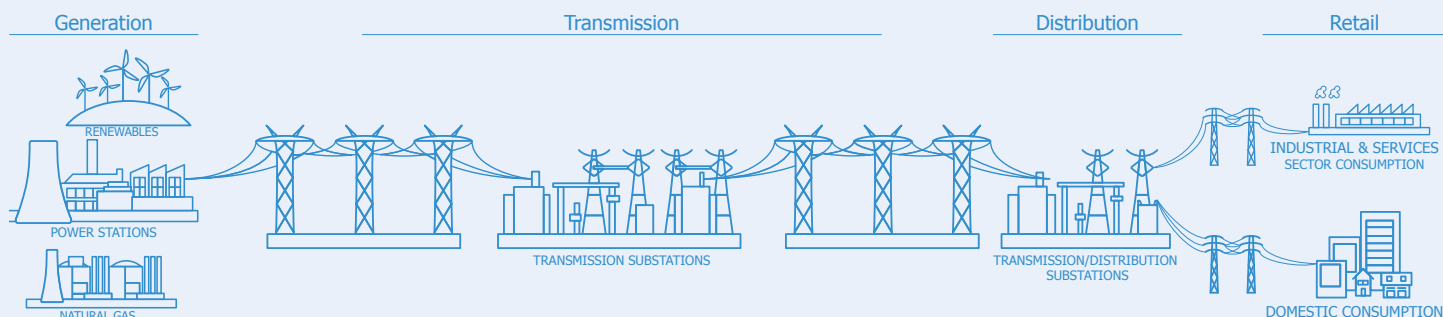 Generation
Transmission
Distribution
Retail
RENEWABLES
POWER STATIONS
NATURAL GAS
TRANSMISSION SUBSTATIONS
TRANSMISSION/DISTRIBUTION
SUBSTATIONS
INDUSTRIAL & SERVICES
SECTOR CONSUMPTION
DOMESTIC CONSUMPTION